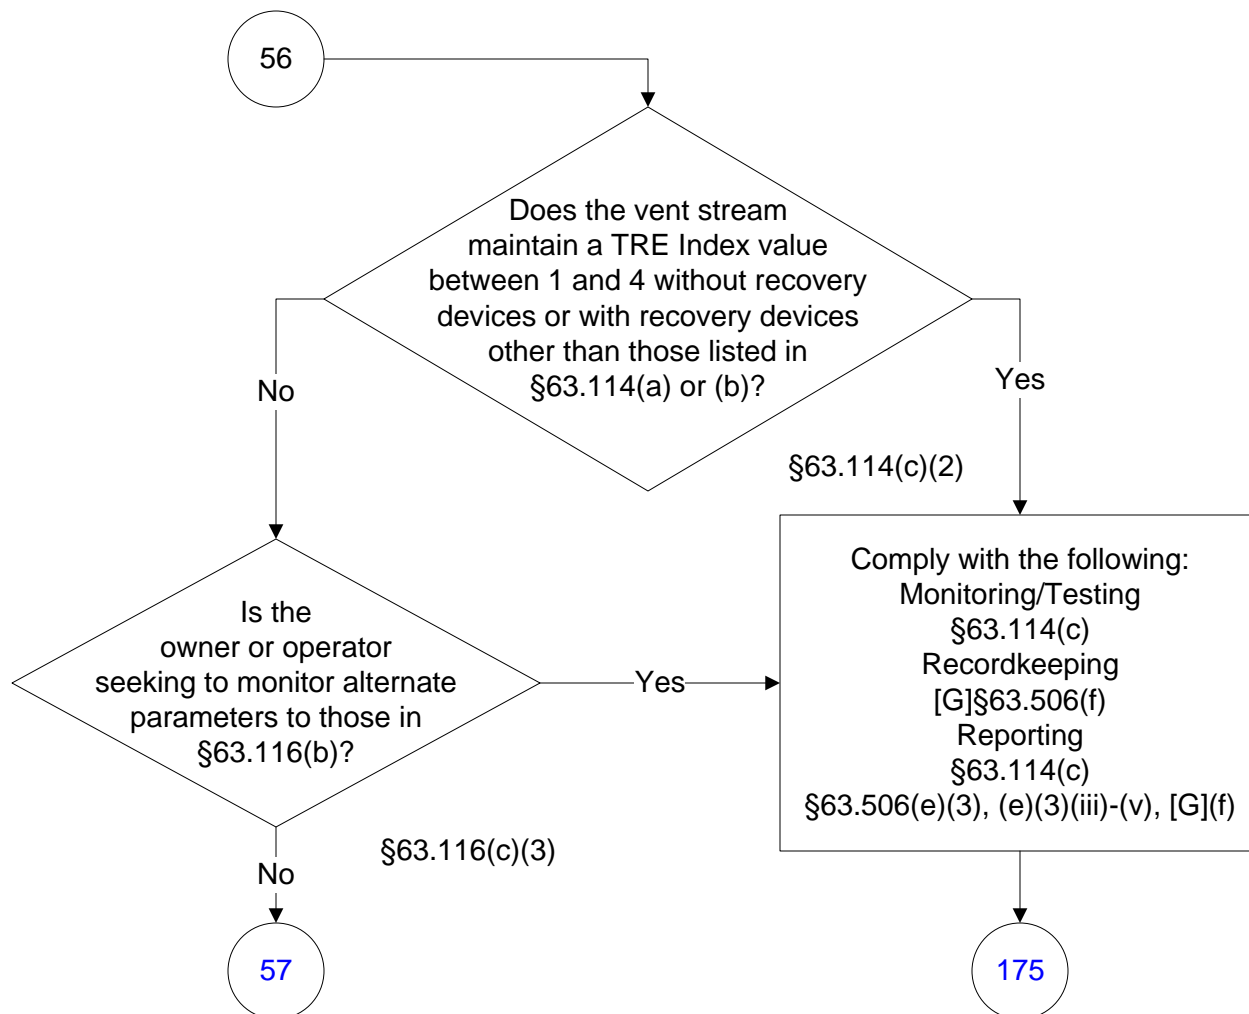 56
Does the vent stream
maintain a TRE Index value
between 1 and 4 without recovery
devices or with recovery devices
other than those listed in
§63.114(a) or (b)?
No
Yes
§63.114(c)(2)
Is the
owner or operator
seeking to monitor alternate
parameters to those in
§63.116(b)?
Yes
Comply with the following:
Monitoring/Testing
§63.114(c)
Recordkeeping
[G]§63.506(f)
Reporting
§63.114(c)
§63.506(e)(3), (e)(3)(iii)-(v), [G](f)
§63.116(c)(3)
No
57
175